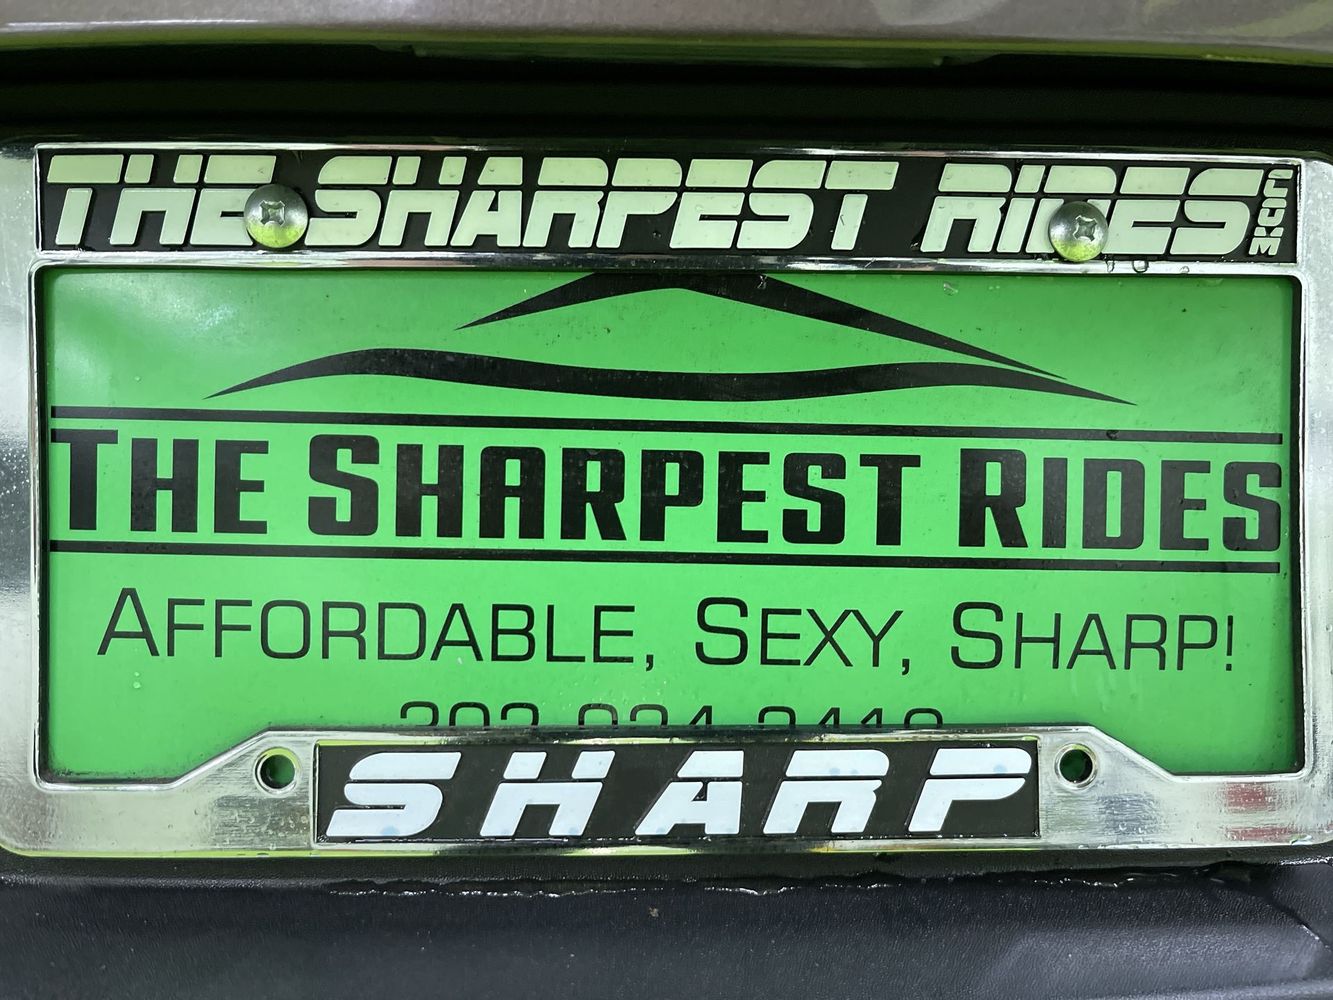 THE SHARPEST RIDES.COM
THE SHARPEST RIDES
AFFORDABLE, SEXY, SHARP!
SHARP